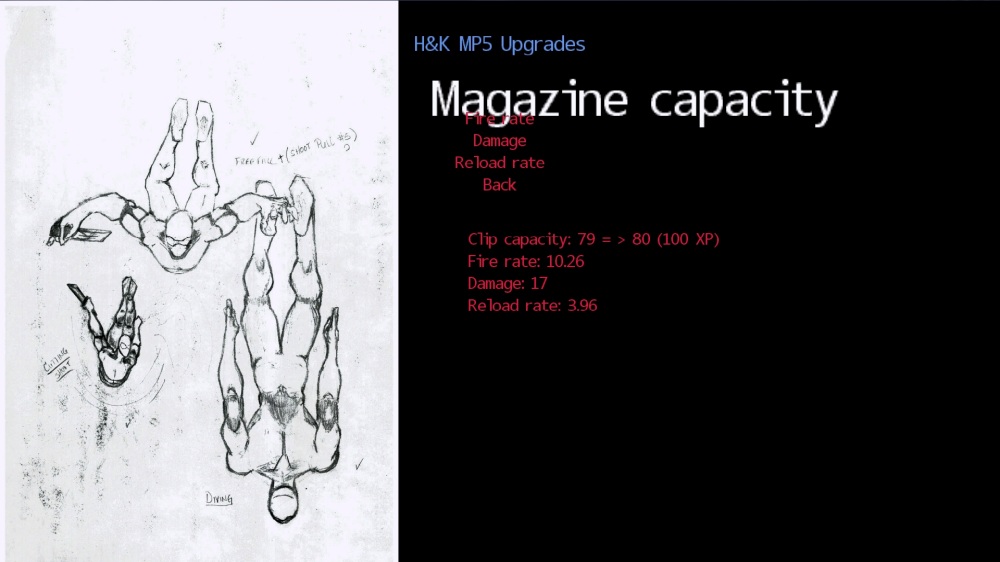 FREEFALL + (SHOOT PULL #5)
CURLING
SHOT
DIVING
H&K MP5 Upgrades
Magazine capacity
Fire rate
Damage
Reload rate
Back
Clip capacity: 79 = > 80 (100 XP)
Fire rate: 10.26
Damage: 17
Reload rate: 3.96